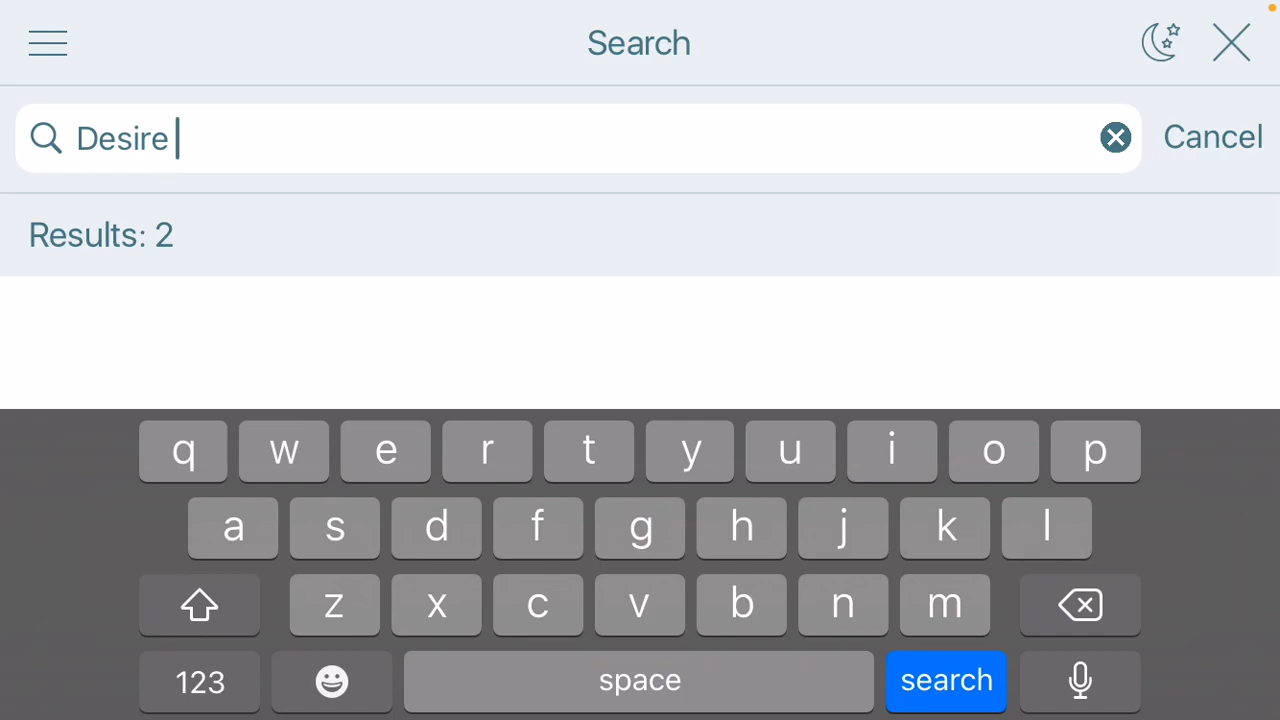 Search
Desire
Cancel
Results: 2
q w e r t y u i o p
a s d f g h j k l
z x c v b n m
123 space search